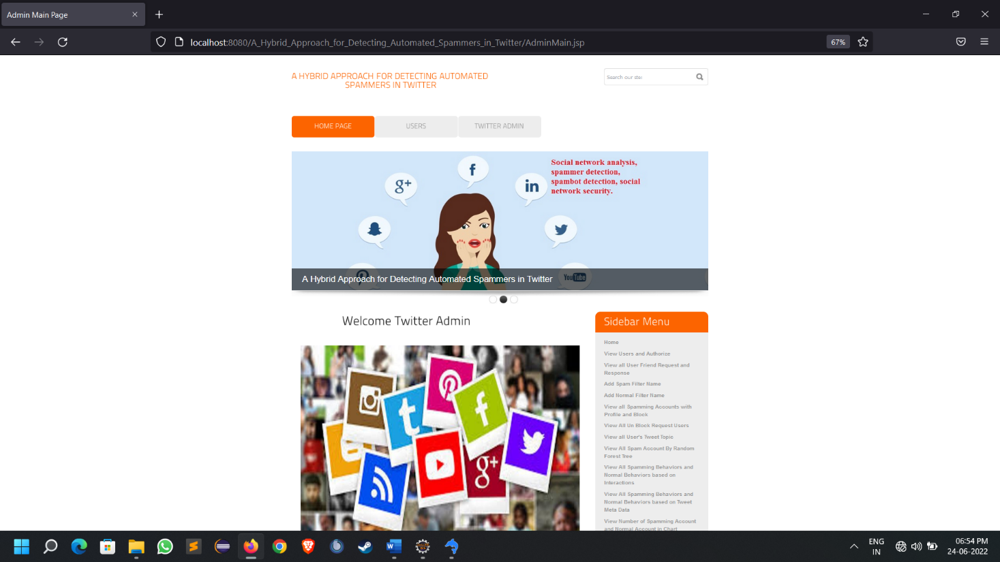 Admin Main Page
localhost:8080/A_Hybrid_Approach_for_Detecting_Automated_Spammers_in_Twitter/AdminMain.jsp
67%
A HYBRID APPROACH FOR DETECTING AUTOMATED
SPAMMERS IN TWITTER
Search our site:
HOME PAGE
USERS
TWITTER ADMIN
Social network analysis,
spammer detection,
spambot detection, social
network security.
f
g+
in
You Tube
A Hybrid Approach for Detecting Automated Spammers in Twitter
Welcome Twitter Admin
t
f
g+
Sidebar Menu
Home
View Users and Authorize
View all User Friend Request and
Response
Add Spam Filter Name
Add Normal Filter Name
View all Spamming Accounts with
Profile and Block
View All Un Block Request Users
View all User's Tweet Topic
View All Spam Account By Random
Forest Tree
View All Spamming Behaviors and
Normal Behaviors based on
Interactions
View All Spamming Behaviors and
Normal Behaviors based on Tweet
Meta Data
View Number of Spamming Account
and Normal Account in Chart
W
ENG
IN
06:54 PM
24-06-2022